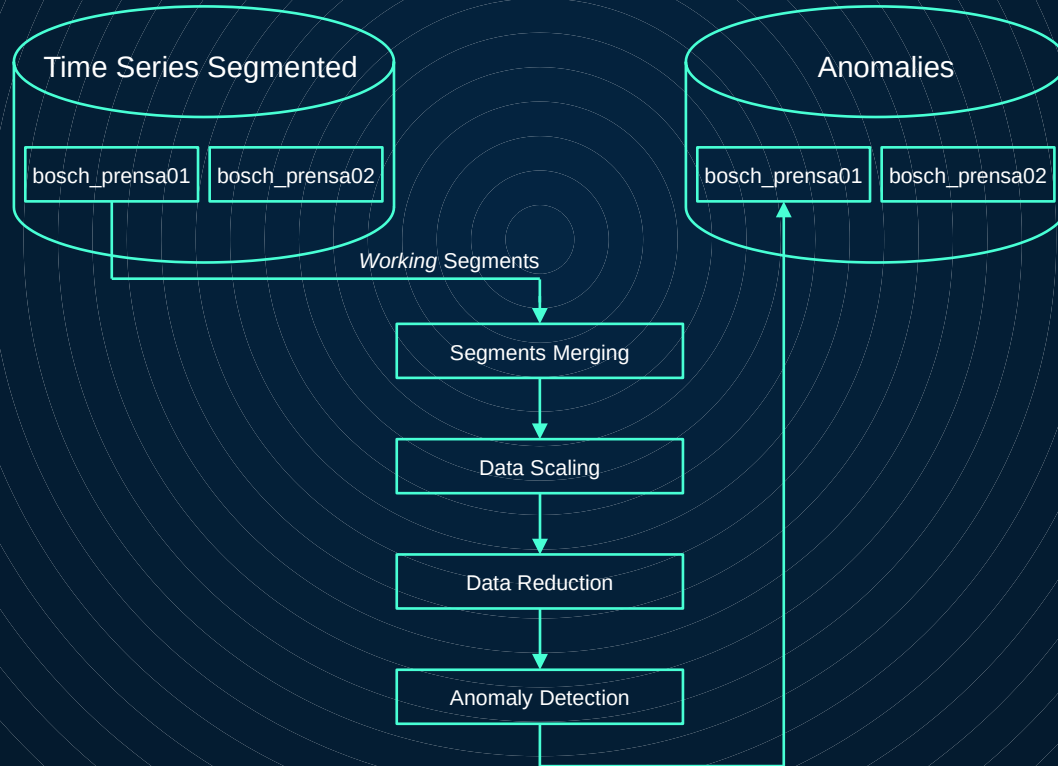 Time Series Segmented
Anomalies
bosch_prensa01
bosch_prensa02
bosch_prensa01
bosch_prensa02
Working Segments
Segments Merging
Data Scaling
Data Reduction
Anomaly Detection